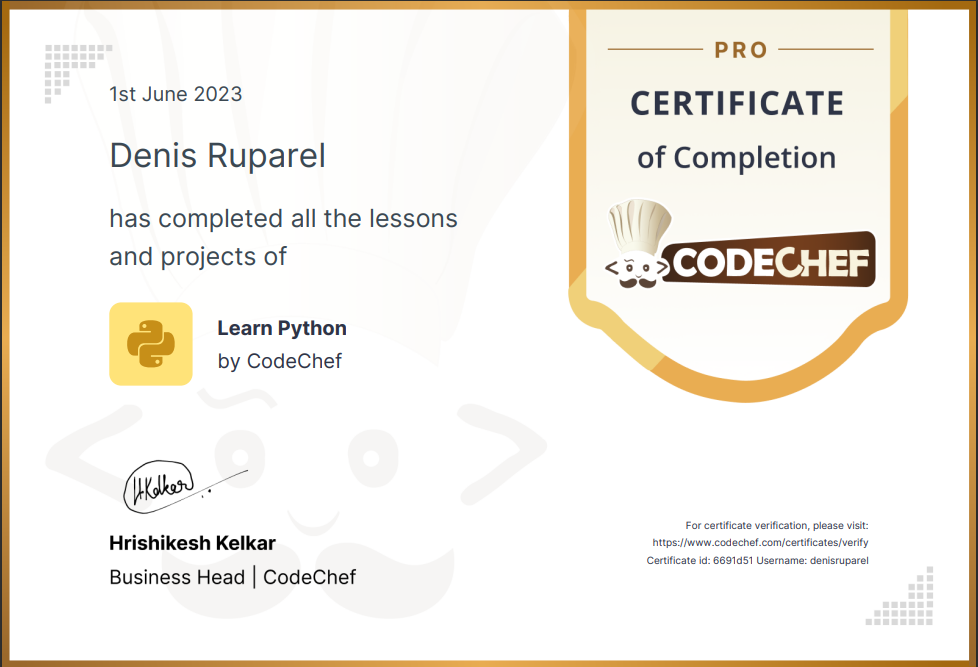 PRO
CERTIFICATE
of Completion
CODECHEF
1st June 2023
Denis Ruparel
has completed all the lessons
and projects of
Learn Python
by CodeChef
HKelkar
Hrishikesh Kelkar
Business Head | CodeChef
For certificate verification, please visit:
https://www.codechef.com/certificates/verify
Certificate id: 6691d51 Username: denisruparel